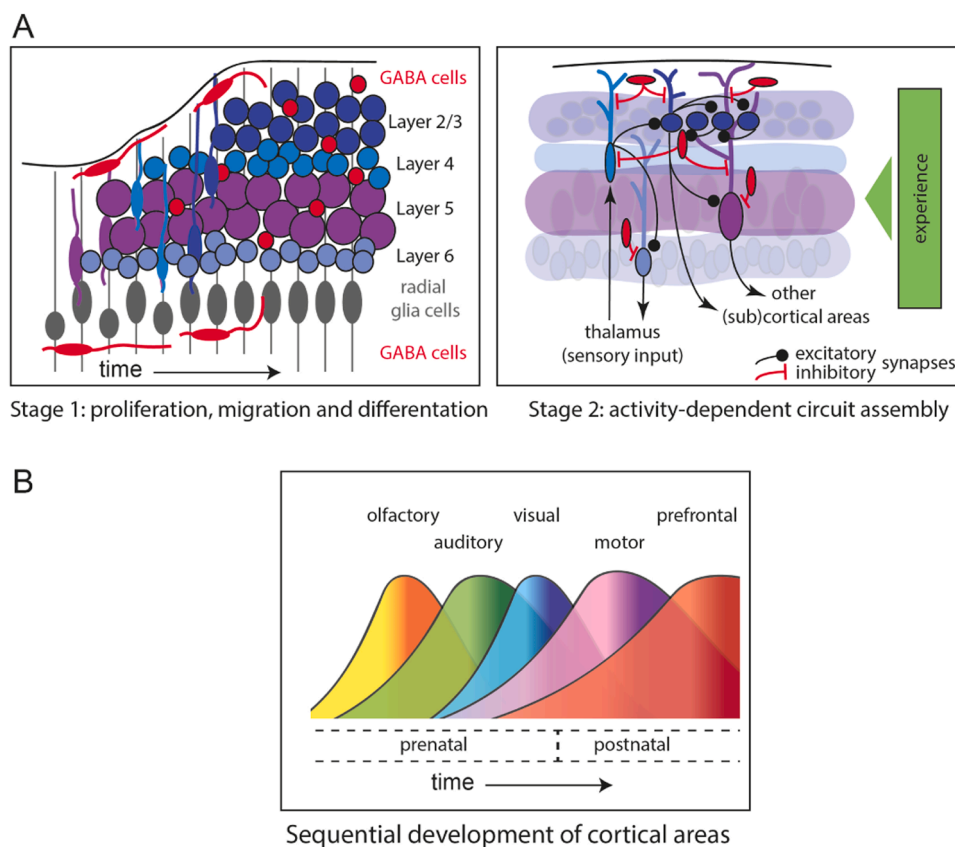 A
GABA cells
Layer 2/3
Layer 4
Layer 5
Layer 6
radial
glia cells
GABA cells
time
Stage 1: proliferation, migration and differentation
experience
thalamus
(sensory input)
other
(sub)cortical areas
excitatory
inhibitory
synapses
Stage 2: activity-dependent circuit assembly
B
olfactory
visual
prefrontal
auditory
motor
prenatal
postnatal
time
Sequential development of cortical areas